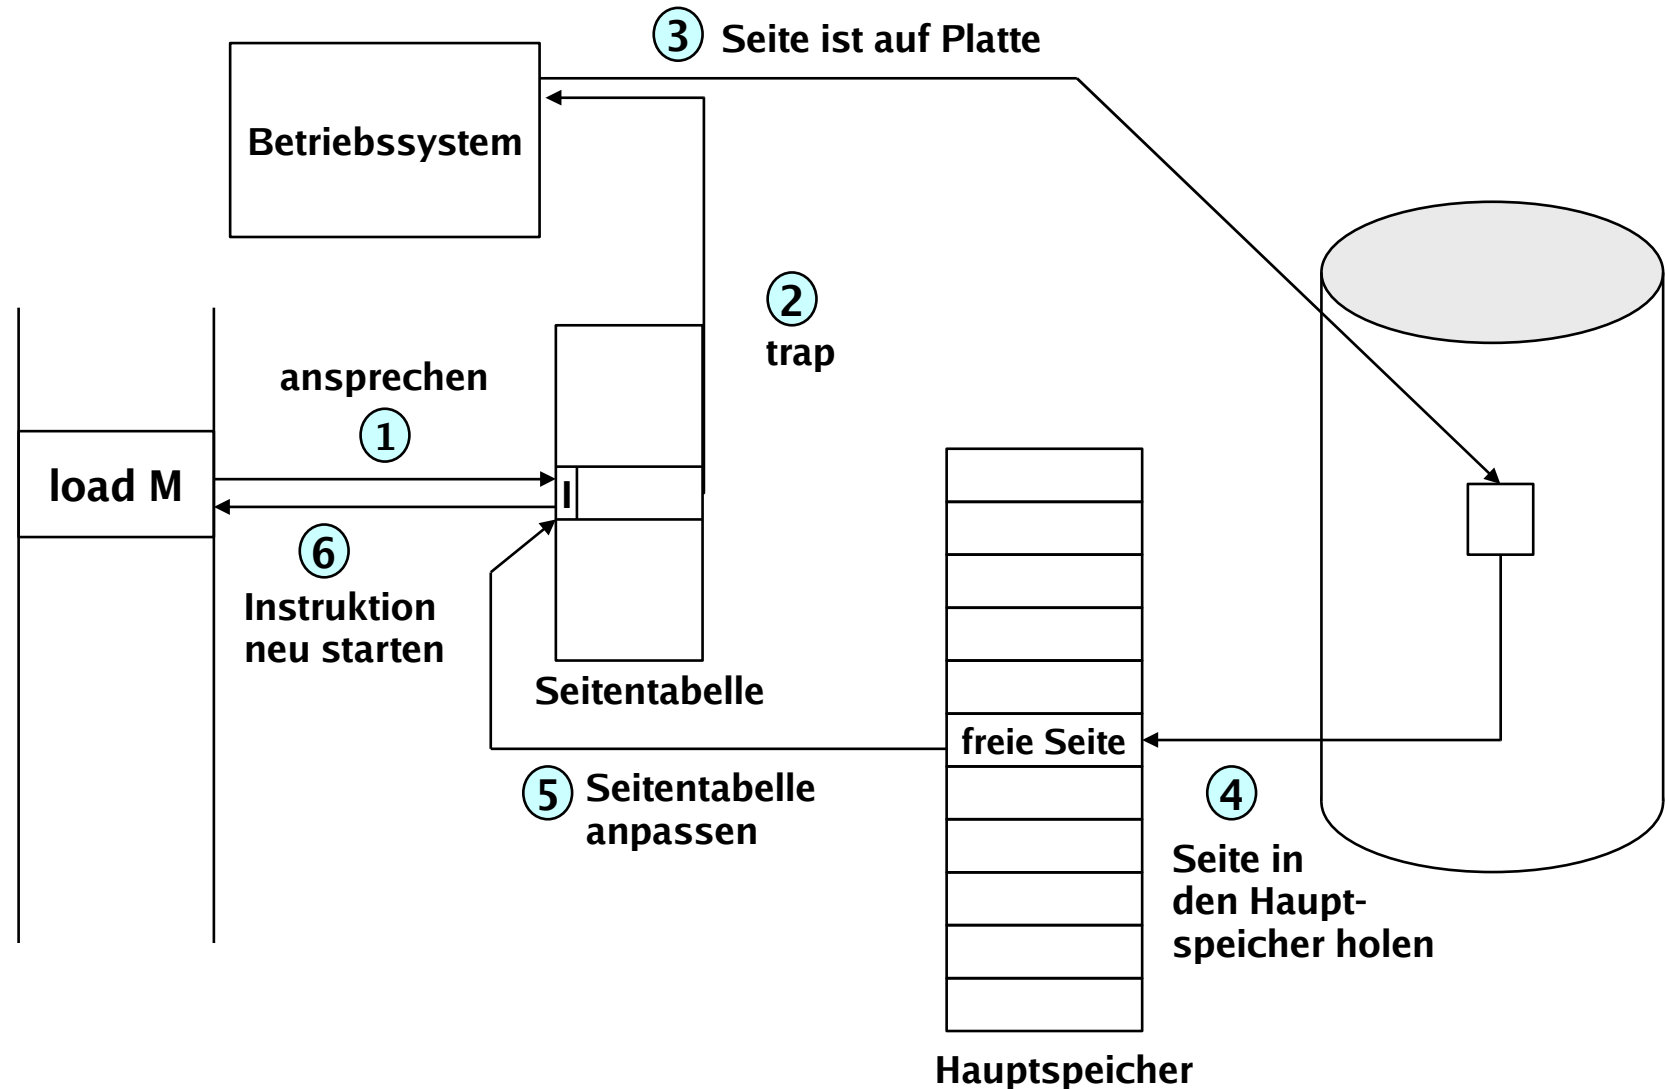 3 Seite ist auf Platte
Betriebssystem
2
trap
ansprechen
1
load M
I
6
Instruktion
neu starten
Seitentabelle
freie Seite
5 Seitentabelle
anpassen
4
Seite in
den Haupt-
speicher holen
Hauptspeicher